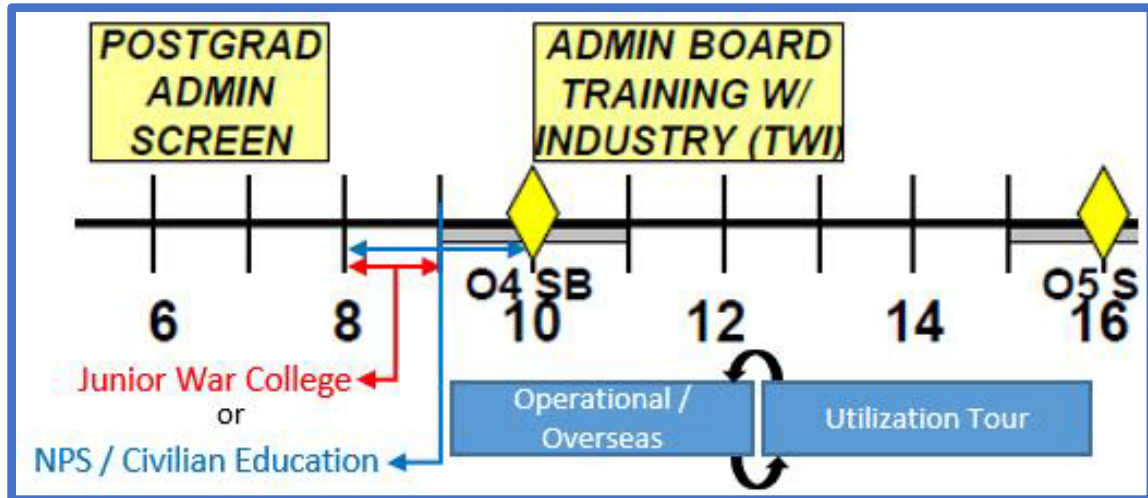 POSTGRAD
ADMIN
SCREEN
ADMIN BOARD
TRAINING W/
INDUSTRY (TWI)
O4 SB
O5 S
6
8
10
12
14
16
Junior War College
or
NPS / Civilian Education
Operational /
Overseas
Utilization Tour